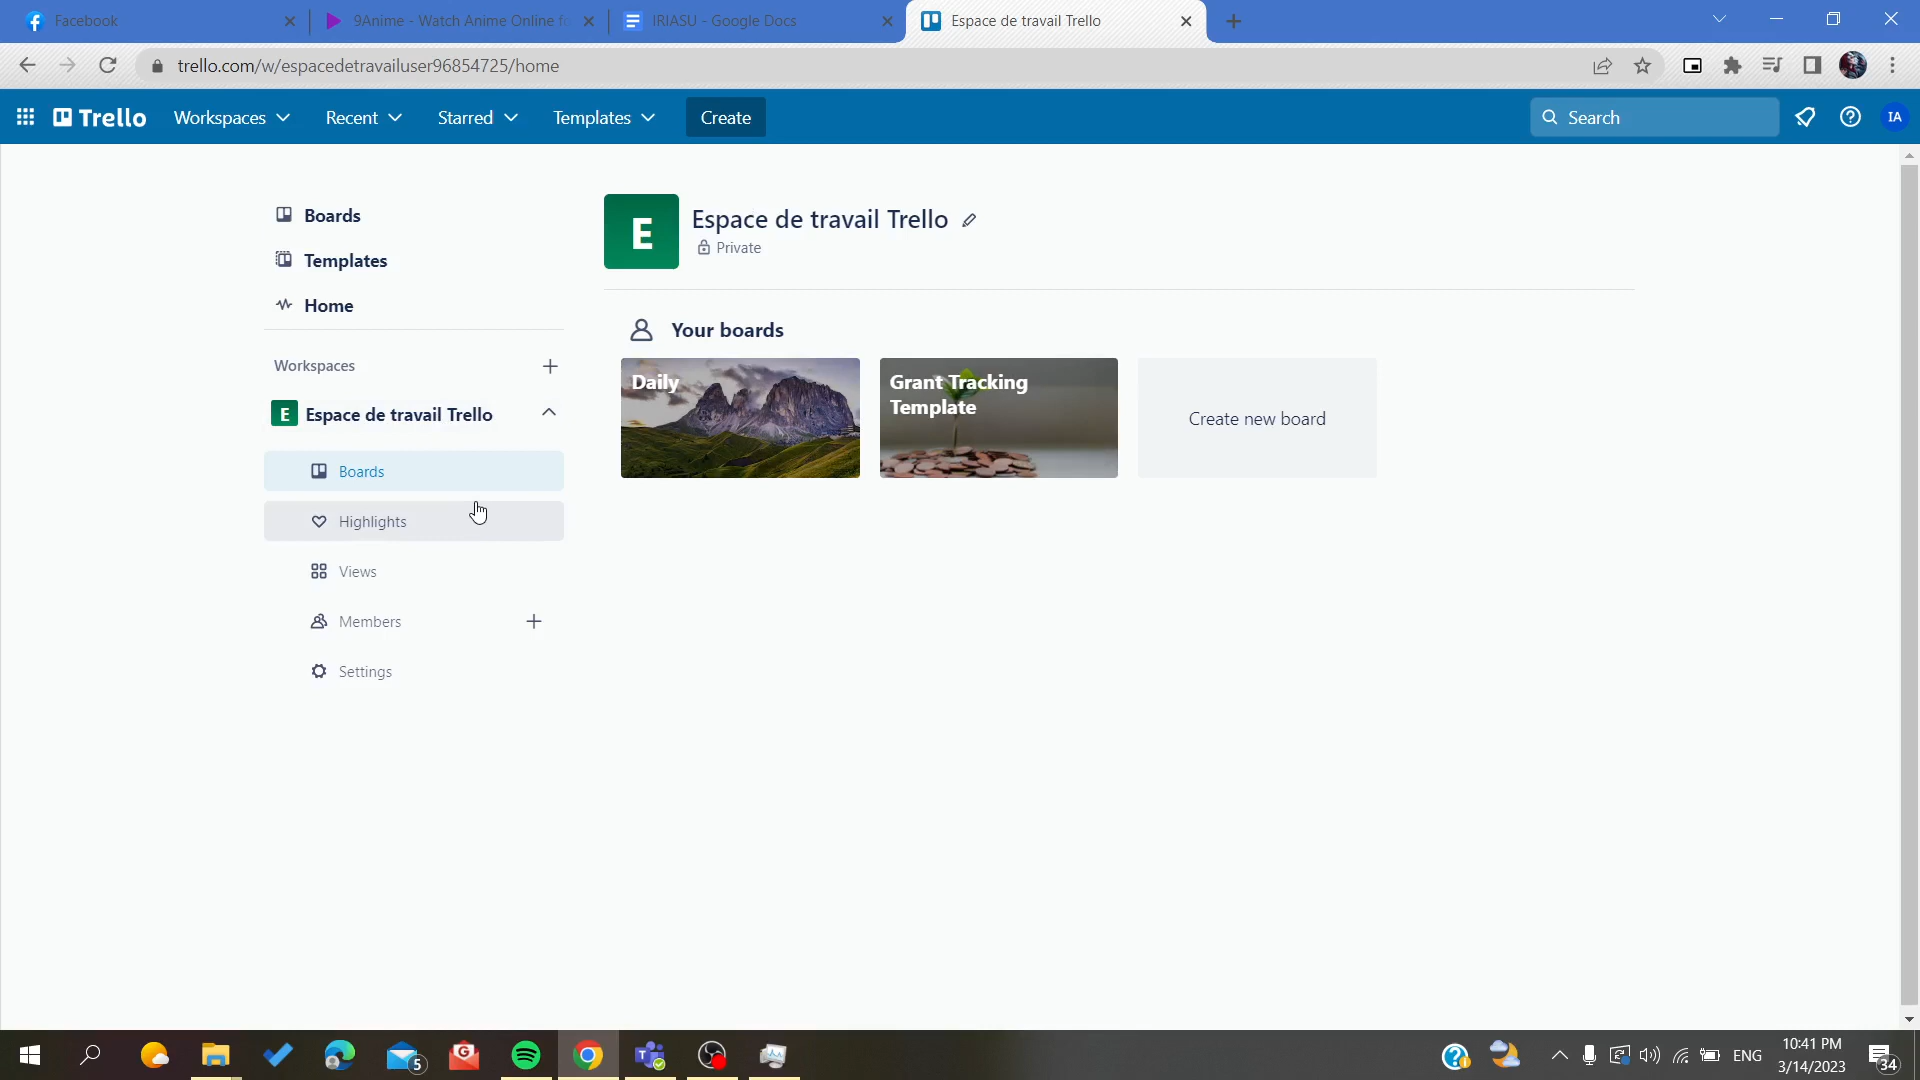 Facebook
9Anime - Watch Anime Online f
IRIASU - Google Docs
Espace de travail Trello
trello.com/w/espacedetravailuser96854725/home
Trello
Workspaces
Recent
Starred
Templates
Create
Search
IA
Boards
Templates
Home
Workspaces
E Espace de travail Trello
Boards
Highlights
Views
Members
Settings
E
Espace de travail Trello
Private
Your boards
Daily
Grant Tracking
Template
Create new board
5
ENG
10:41 PM
3/14/2023
34